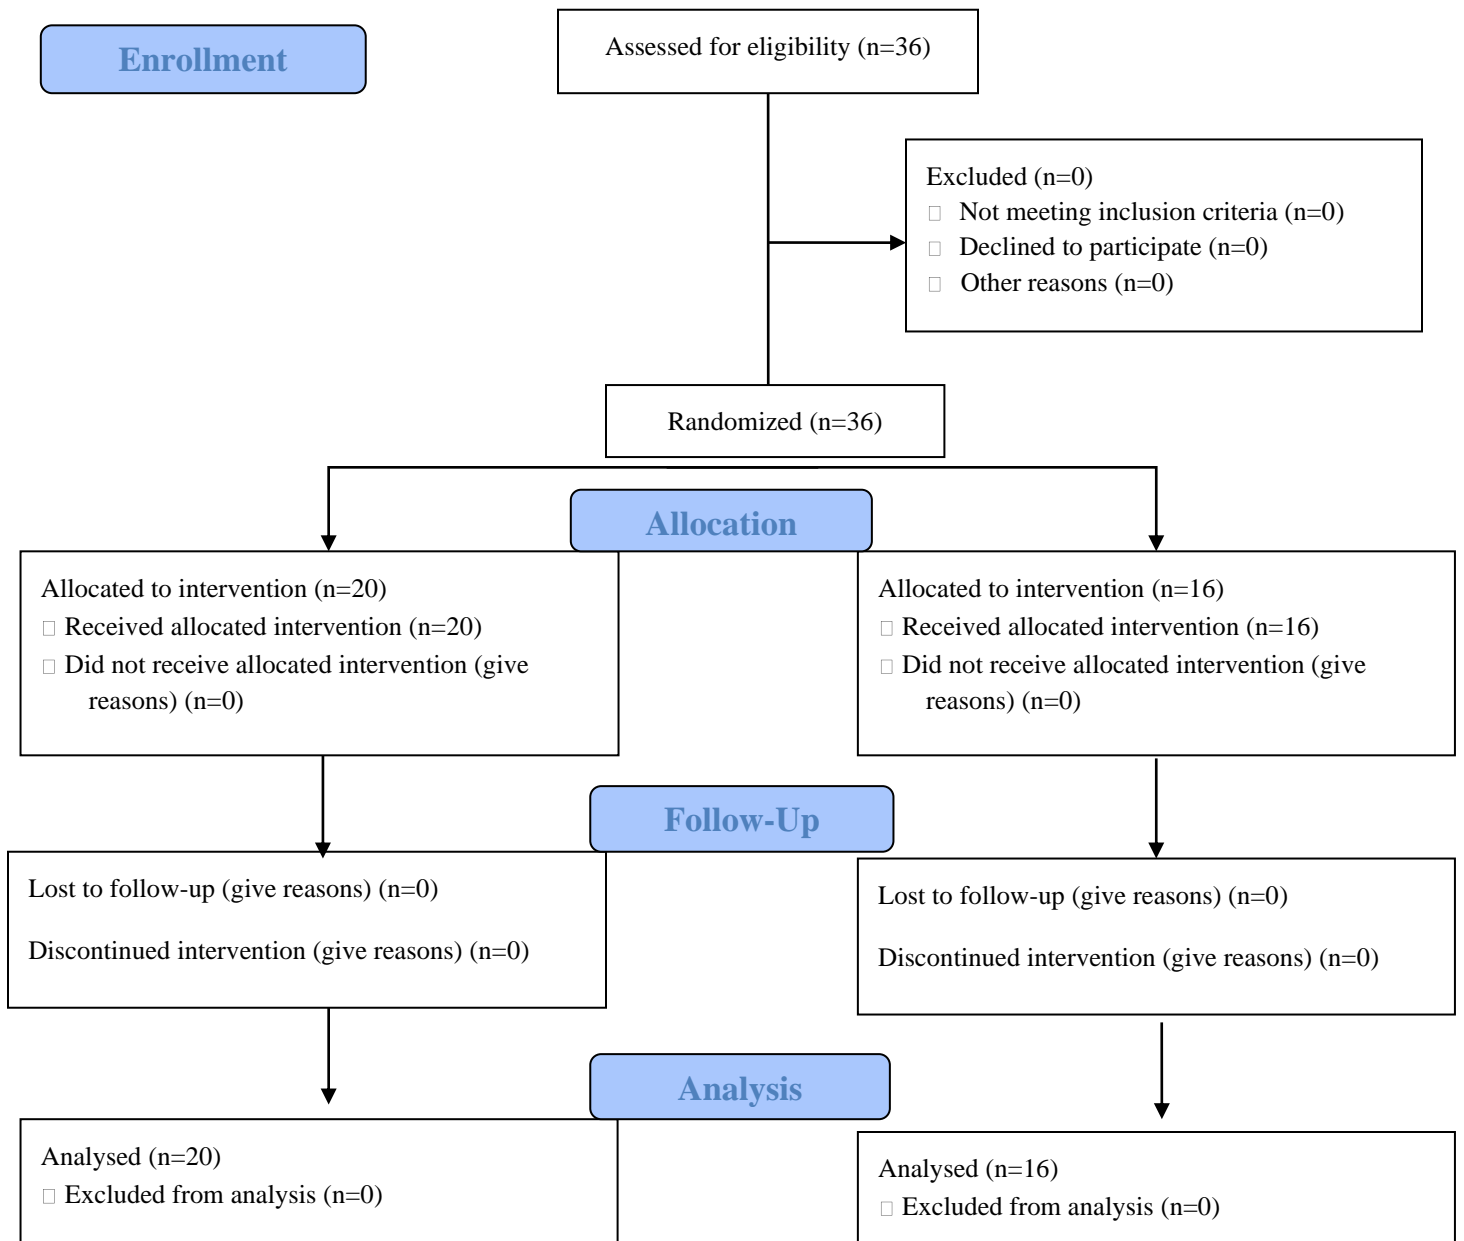 Enrollment
Assessed for eligibility (n=36)
Excluded (n=0)
□ Not meeting inclusion criteria (n=0)
□ Declined to participate (n=0)
□ Other reasons (n=0)
Randomized (n=36)
Allocation
Allocated to intervention (n=20)
□ Received allocated intervention (n=20)
□ Did not receive allocated intervention (give
reasons) (n=0)
Allocated to intervention (n=16)
□ Received allocated intervention (n=16)
□ Did not receive allocated intervention (give
reasons) (n=0)
Follow-Up
Lost to follow-up (give reasons) (n=0)
Discontinued intervention (give reasons) (n=0)
Lost to follow-up (give reasons) (n=0)
Discontinued intervention (give reasons) (n=0)
Analysis
Analysed (n=20)
□ Excluded from analysis (n=0)
Analysed (n=16)
□ Excluded from analysis (n=0)